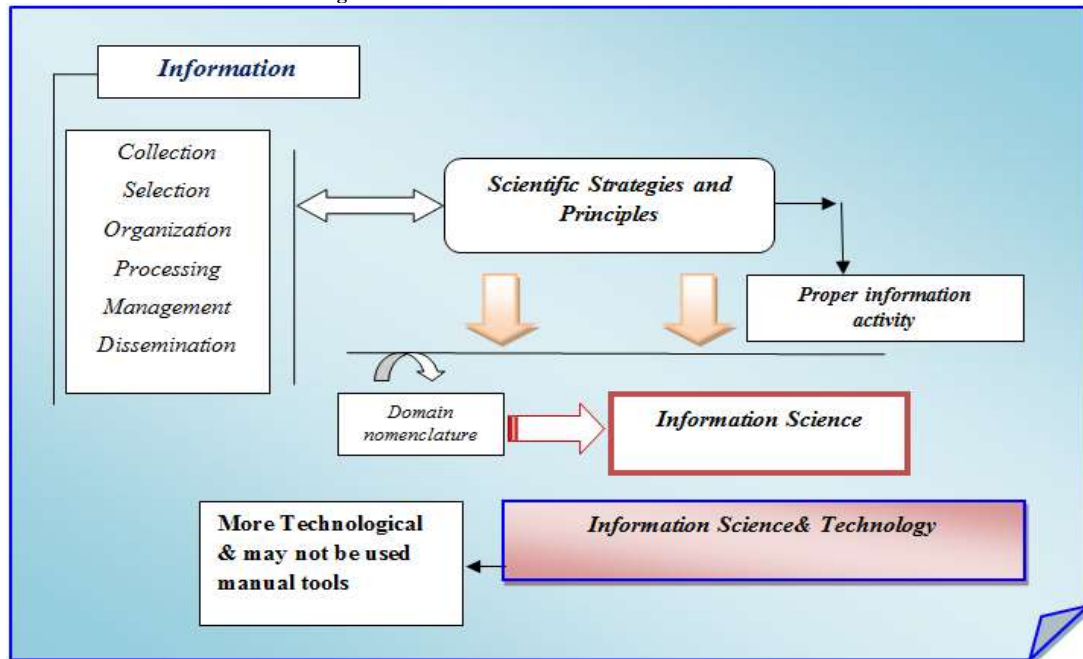 Information
Collection
Selection
Organization
Processing
Management
Dissemination
Scientific Strategies and
Principles
Proper information
activity
Domain
nomenclature
Information Science
More Technological
& may not be used
manual tools
Information Science& Technology